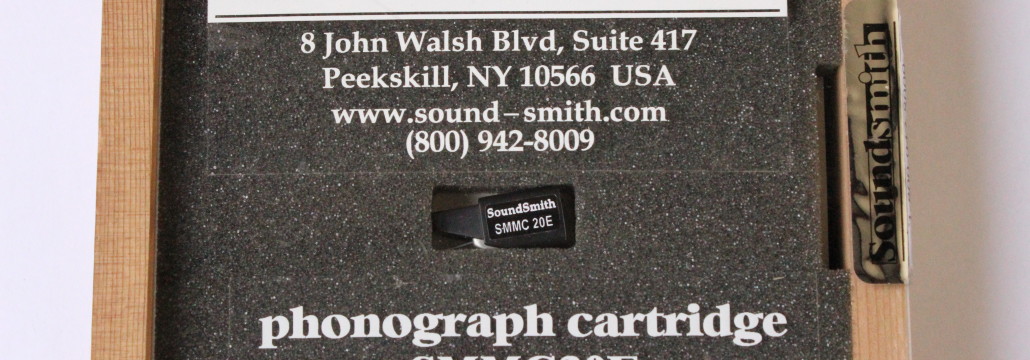 8 John Walsh Blvd, Suite 417
Peekskill, NY 10566 USA
www.sound-smith.com
(800) 942-8009
SoundSmith
SMMC 20E
phonograph cartridge
SMMC20E
Soundsmith